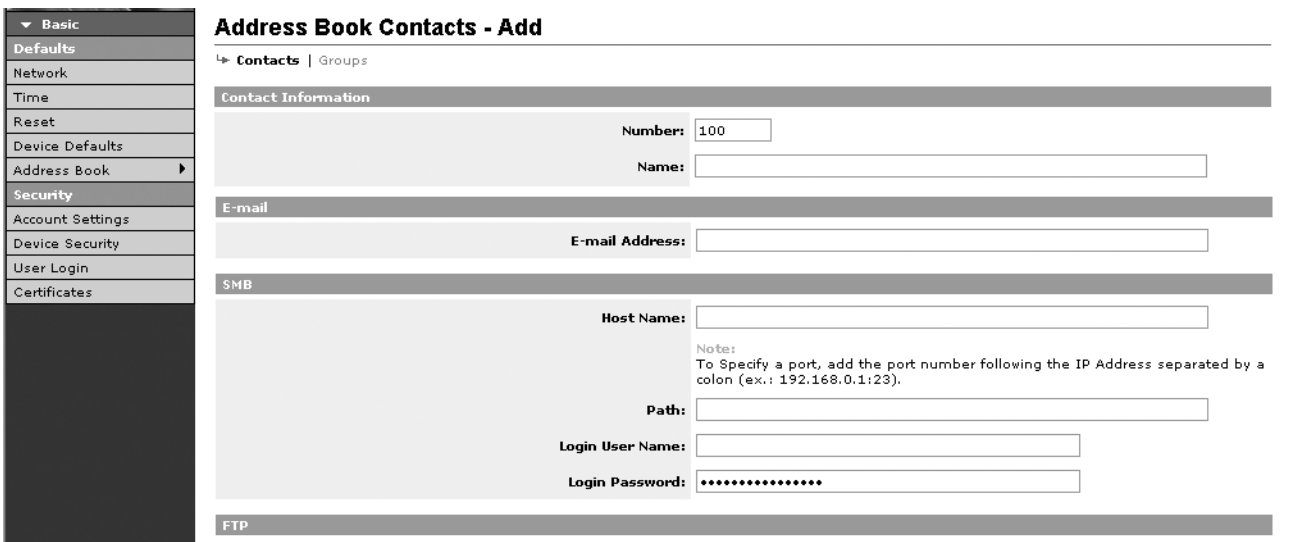 Basic
Defaults
Network
Time
Reset
Device Defaults
Address Book
Security
Account Settings
Device Security
User Login
Certificates
Address Book Contacts - Add
Contacts | Groups
Contact Information
Number: 100
Name:
E-mail
E-mail Address:
SMB
Host Name:
Note:
To Specify a port, add the port number following the IP Address separated by a
colon (ex.: 192.168.0.1:23).
Path:
Login User Name:
Login Password: ••••••••••••••••
FTP